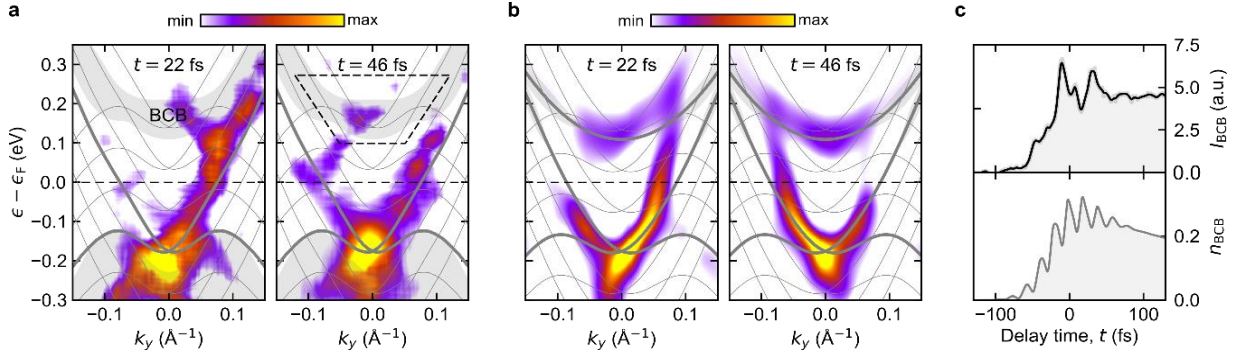 a
min max
t = 22 fs
t = 46 fs
BCB
ϵ − ϵF (eV)
0.3
0.2
0.1
0.0
−0.1
−0.2
−0.3
−0.1 0.0 0.1
−0.1 0.0 0.1
ky (Å⁻¹)
ky (Å⁻¹)
b
min max
t = 22 fs
t = 46 fs
−0.1 0.0 0.1
−0.1 0.0 0.1
ky (Å⁻¹)
ky (Å⁻¹)
c
7.5
5.0
2.5
0.0
IBCB (a.u.)
0.2
0.0
nBCB
−100 0 100
Delay time, t (fs)